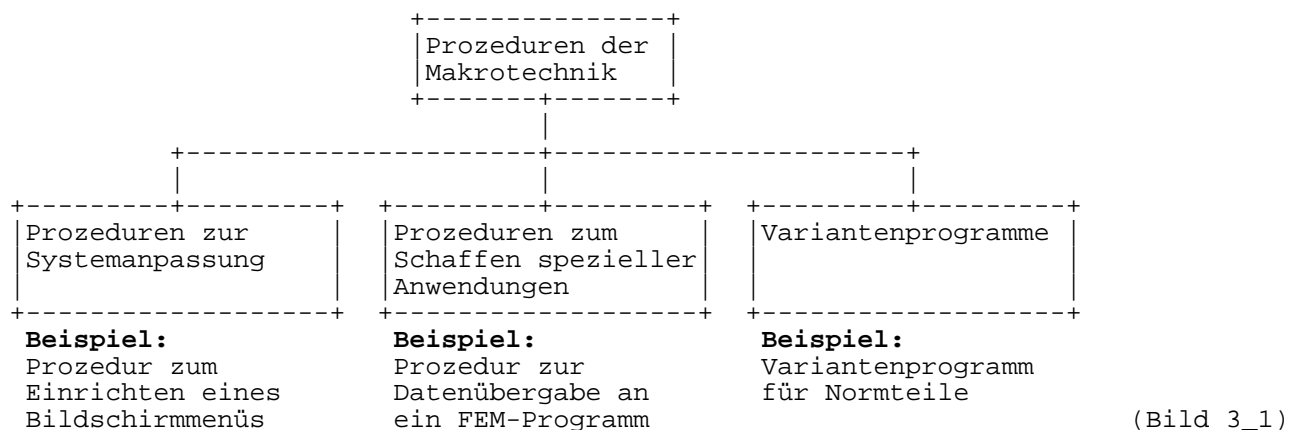 Prozeduren der
Makrotechnik
Prozeduren zur
Systemanpassung
Beispiel:
Prozedur zum
Einrichten eines
Bildschirmmenüs
Prozeduren zum
Schaffen spezieller
Anwendungen
Beispiel:
Prozedur zur
Datenübergabe an
ein FEM-Programm
Variantenprogramme
Beispiel:
Variantenprogramm
für Normteile
(Bild 3_1)